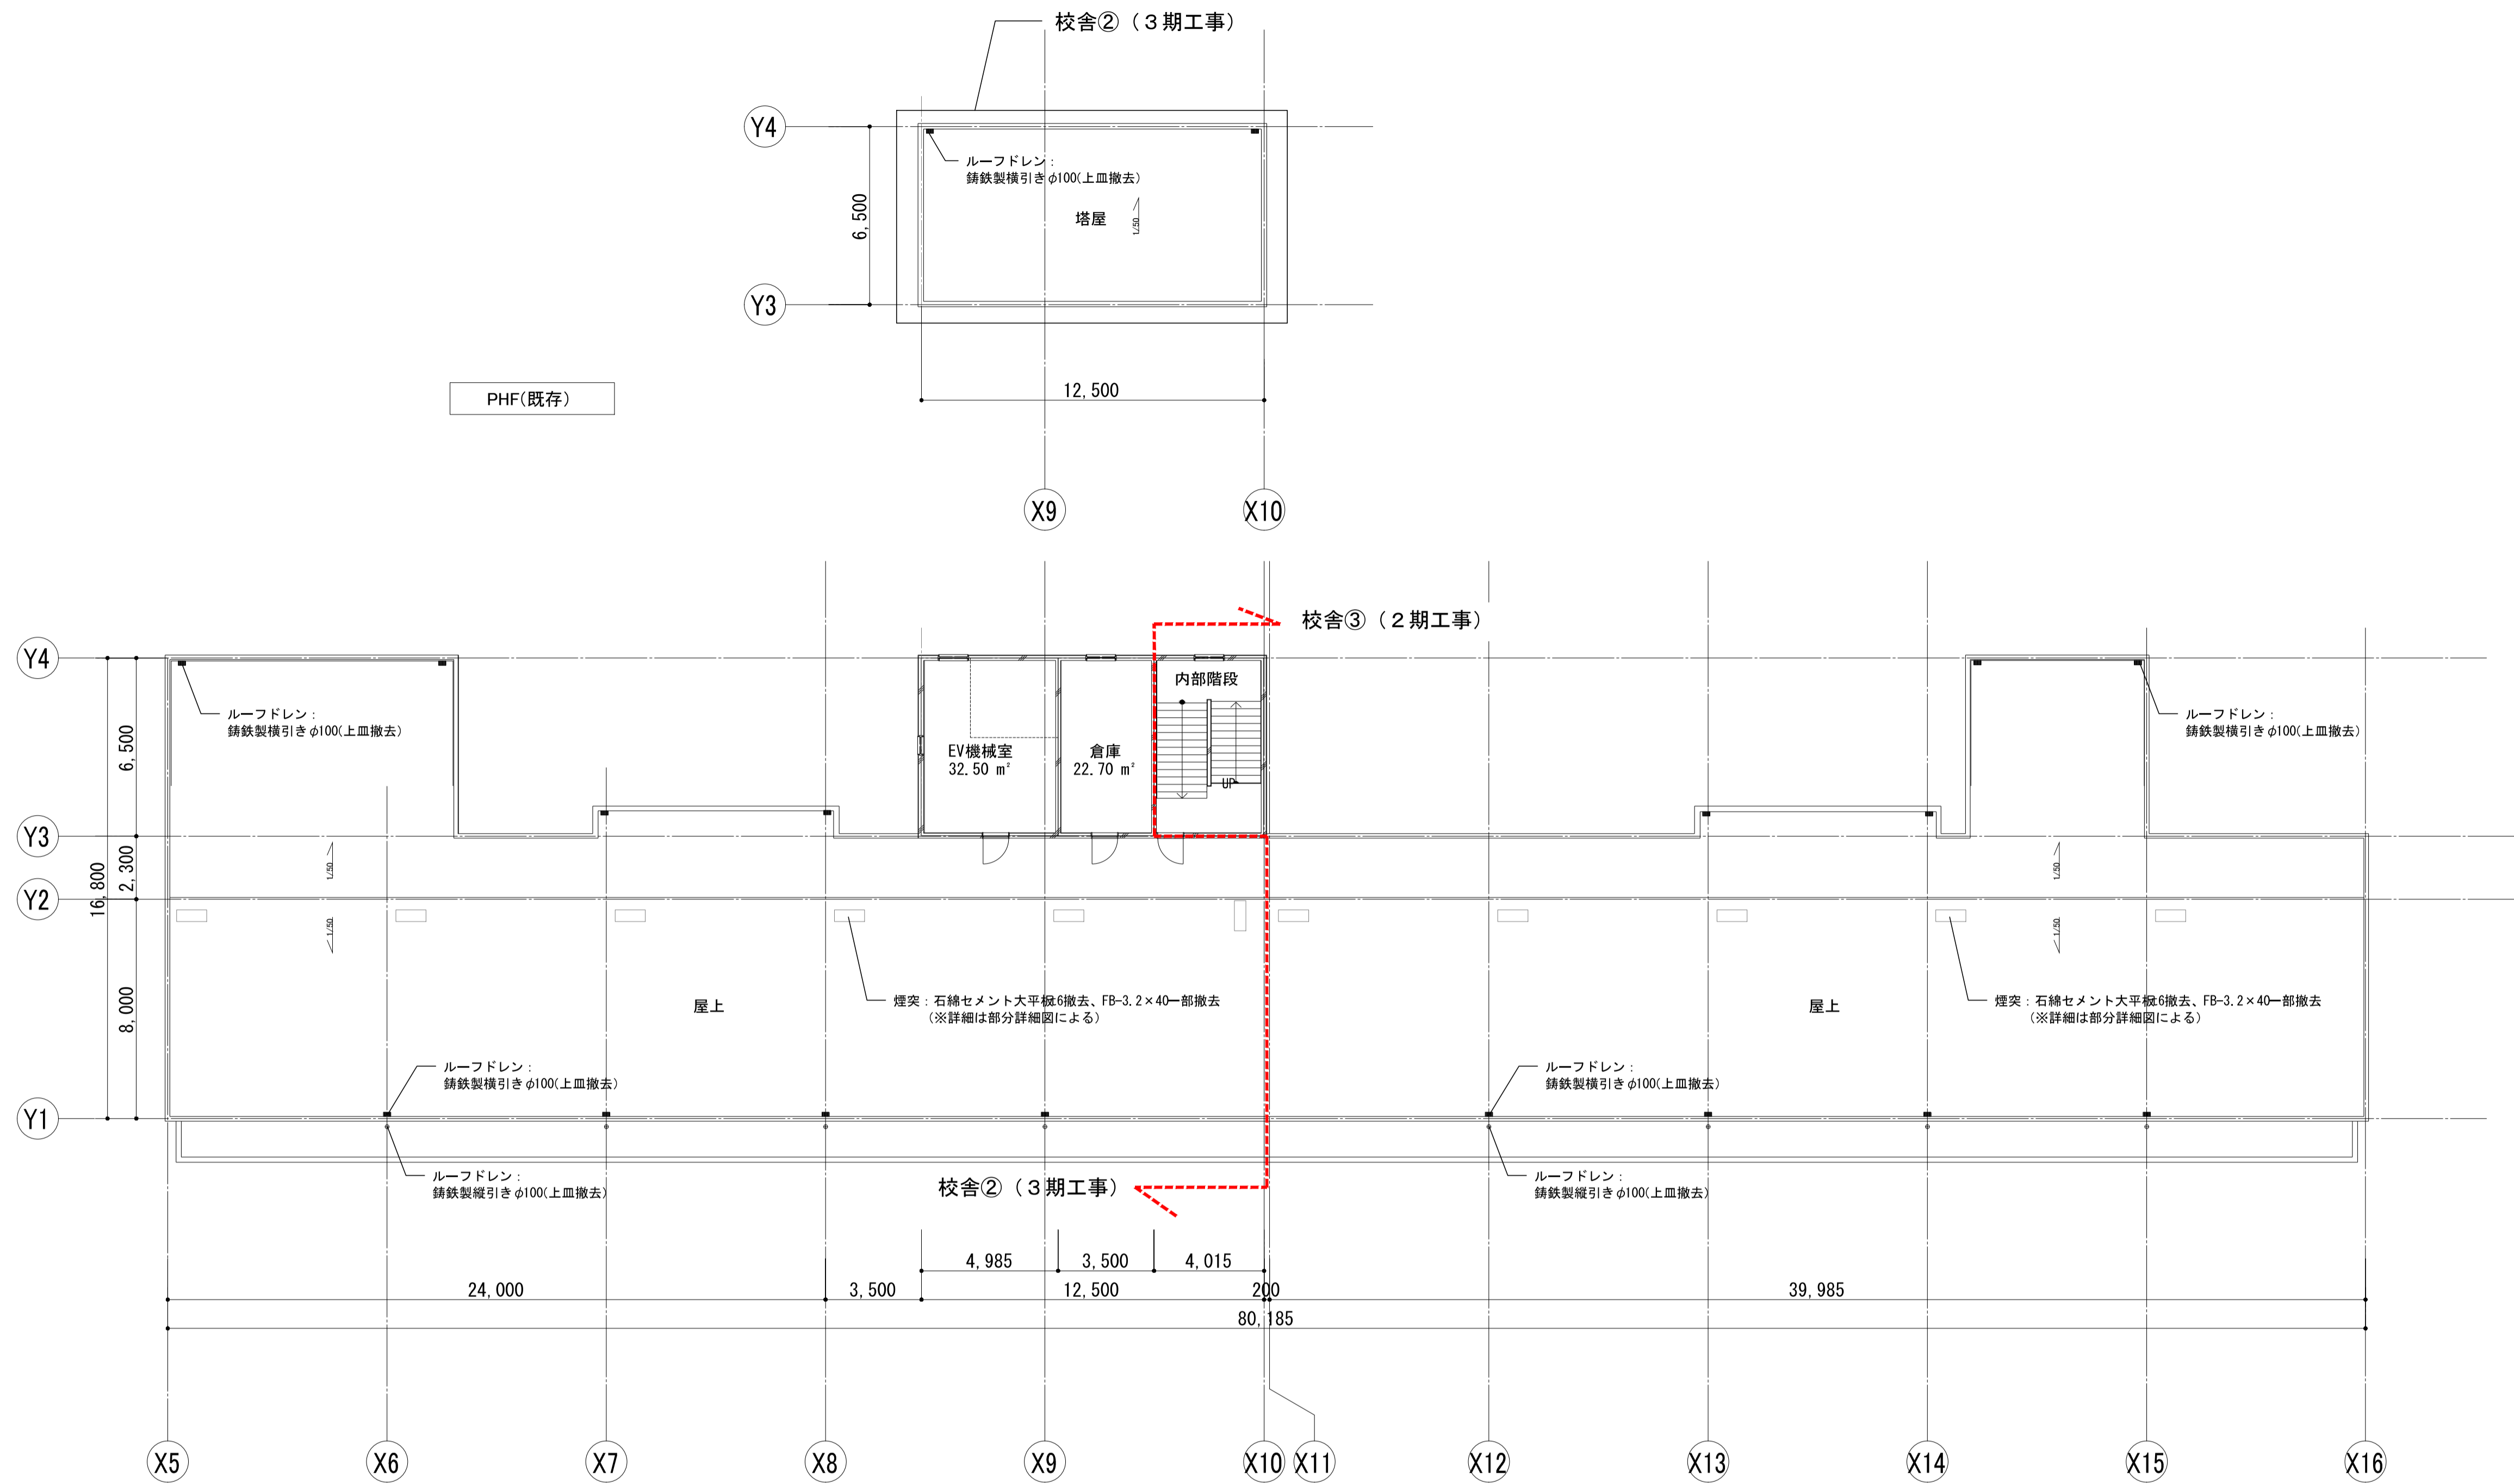 校舎②（３期工事）
Y4
ルーフドレン：
鋳鉄製横引きφ100(上皿撤去)
6,500
塔屋
1/50
Y3
12,500
PHF(既存)
X9
X10
校舎③（２期工事）
Y4
内部階段
ルーフドレン：
鋳鉄製横引きφ100(上皿撤去)
ルーフドレン：
鋳鉄製横引きφ100(上皿撤去)
6,500
EV機械室
32.50 ㎡
倉庫
22.70 ㎡
UP
Y3
2,300
16,800
1/50
1/50
Y2
1/50
1/50
8,000
屋上
煙突：石綿セメント大平板t6撤去、FB-3.2×40一部撤去
（※詳細は部分詳細図による）
屋上
煙突：石綿セメント大平板t6撤去、FB-3.2×40一部撤去
（※詳細は部分詳細図による）
ルーフドレン：
鋳鉄製横引きφ100(上皿撤去)
ルーフドレン：
鋳鉄製横引きφ100(上皿撤去)
Y1
ルーフドレン：
鋳鉄製縦引きφ100(上皿撤去)
校舎②（３期工事）
ルーフドレン：
鋳鉄製縦引きφ100(上皿撤去)
4,985
3,500
4,015
24,000
3,500
12,500
200
39,985
80,185
X5
X6
X7
X8
X9
X10
X11
X12
X13
X14
X15
X16